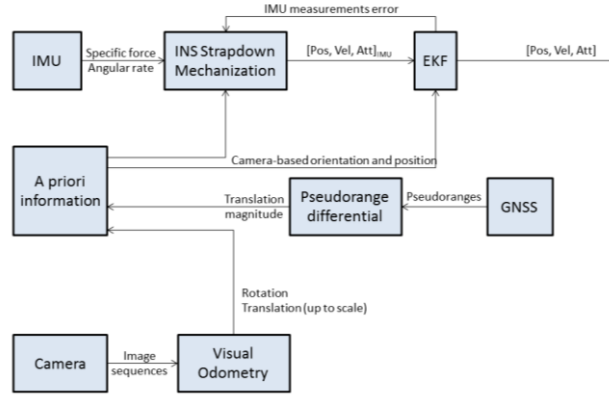 IMU measurements error
IMU
Specific force
Angular rate
INS Strapdown
Mechanization
[Pos, Vel, Att]IMU
EKF
[Pos, Vel, Att]
A priori
information
Camera-based orientation and position
Translation
magnitude
Pseudorange
differential
Pseudoranges
GNSS
Rotation
Translation (up to scale)
Camera
Image
sequences
Visual
Odometry